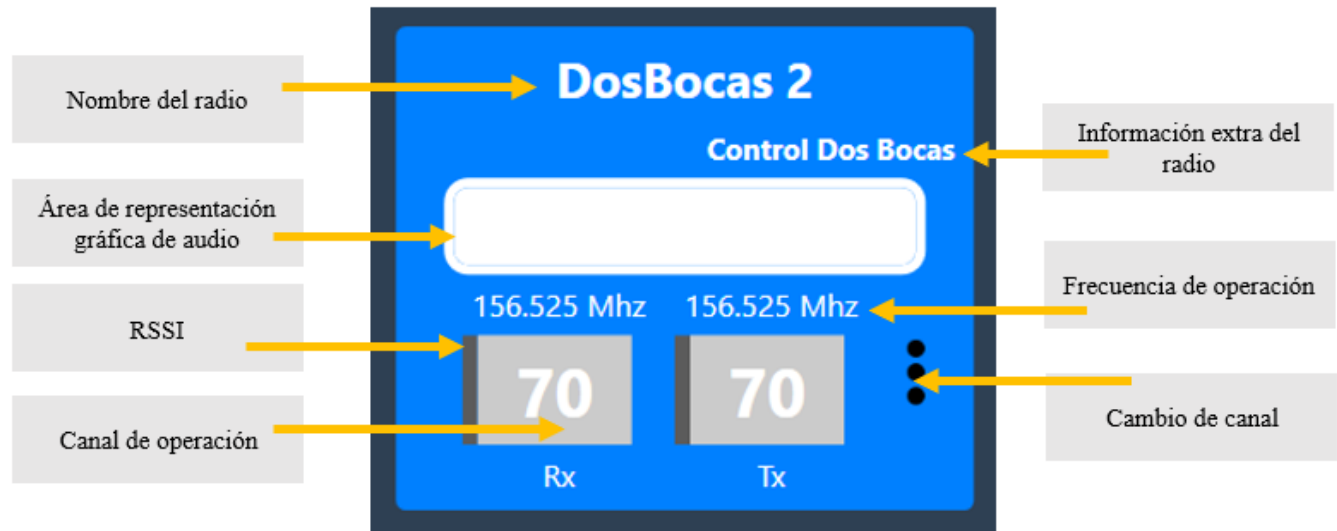 DosBocas 2
Nombre del radio
Control Dos Bocas
Información extra del
radio
Área de representación
gráfica de audio
Frecuencia de operación
156.525 Mhz
156.525 Mhz
RSSI
70
70
Canal de operación
Cambio de canal
Rx
Tx